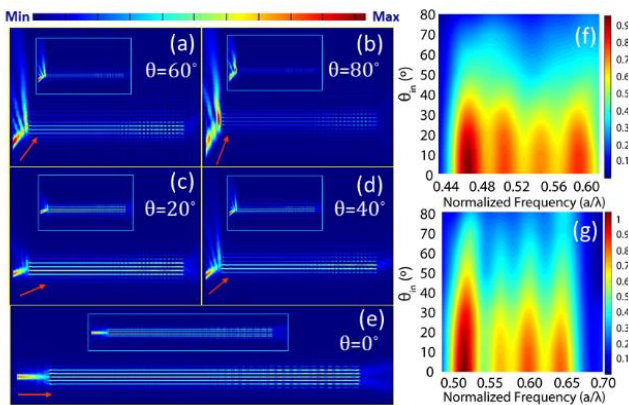 Min Max
(a)
θ=60°
(b)
θ=80°
(c)
θ=20°
(d)
θ=40°
(e)
θ=0°
80
70
60
50
40
30
20
10
0
θin (º)
(f)
0.9
0.8
0.7
0.6
0.5
0.4
0.3
0.2
0.1
0.44 0.48 0.52 0.56 0.60
Normalized Frequency (a/λ)
80
70
60
50
40
30
20
10
0
θin (º)
(g)
1
0.9
0.8
0.7
0.6
0.5
0.4
0.3
0.2
0.1
0.50 0.55 0.60 0.65 0.70
Normalized Frequency (a/λ)